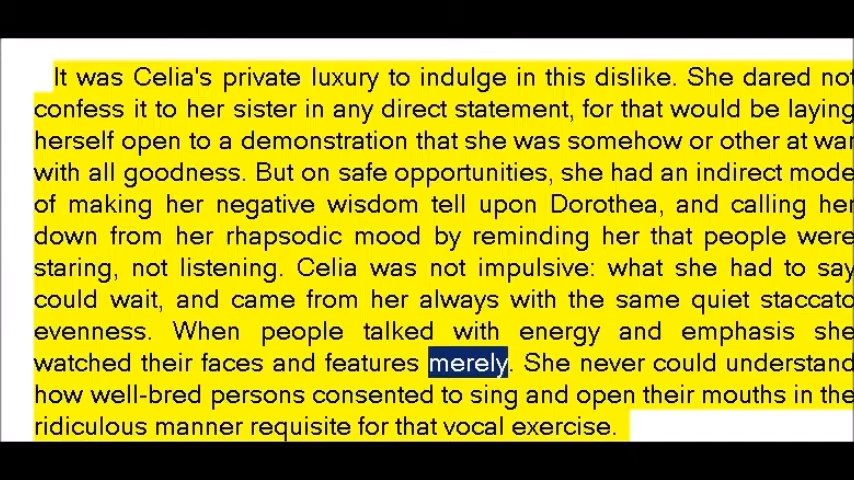 It was Celia's private luxury to indulge in this dislike. She dared not
confess it to her sister in any direct statement, for that would be laying
herself open to a demonstration that she was somehow or other at war
with all goodness. But on safe opportunities, she had an indirect mode
of making her negative wisdom tell upon Dorothea, and calling her
down from her rhapsodic mood by reminding her that people were
staring, not listening. Celia was not impulsive: what she had to say
could wait, and came from her always with the same quiet staccato
evenness. When people talked with energy and emphasis she
watched their faces and features merely. She never could understand
how well-bred persons consented to sing and open their mouths in the
ridiculous manner requisite for that vocal exercise.